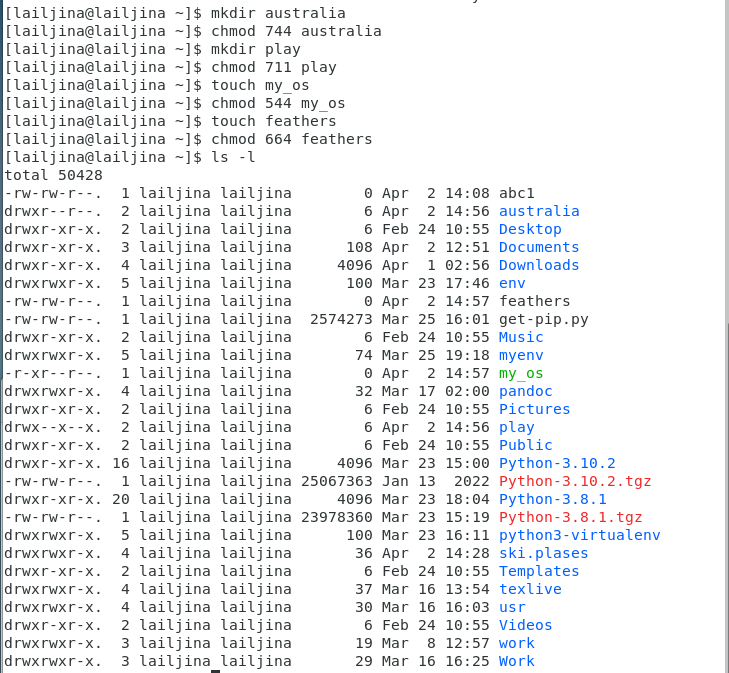 [lailjina@lailjina ~]$ mkdir australia
[lailjina@lailjina ~]$ chmod 744 australia
[lailjina@lailjina ~]$ mkdir play
[lailjina@lailjina ~]$ chmod 711 play
[lailjina@lailjina ~]$ touch my_os
[lailjina@lailjina ~]$ chmod 544 my_os
[lailjina@lailjina ~]$ touch feathers
[lailjina@lailjina ~]$ chmod 664 feathers
[lailjina@lailjina ~]$ ls -l
total 50428
-rw-rw-r--.  1 lailjina lailjina        0 Apr  2 14:08 abc1
drwxr--r--.  2 lailjina lailjina        6 Apr  2 14:56 australia
drwxr-xr-x.  2 lailjina lailjina        6 Feb 24 10:55 Desktop
drwxr-xr-x.  3 lailjina lailjina      108 Apr  2 12:51 Documents
drwxr-xr-x.  4 lailjina lailjina     4096 Apr  1 02:56 Downloads
drwxrwxr-x.  5 lailjina lailjina      100 Mar 23 17:46 env
-rw-rw-r--.  1 lailjina lailjina        0 Apr  2 14:57 feathers
-rw-rw-r--.  1 lailjina lailjina  2574273 Mar 25 16:01 get-pip.py
drwxr-xr-x.  2 lailjina lailjina        6 Feb 24 10:55 Music
drwxrwxr-x.  5 lailjina lailjina       74 Mar 25 19:18 myenv
-r-xr--r--.  1 lailjina lailjina        0 Apr  2 14:57 my_os
drwxrwxr-x.  4 lailjina lailjina       32 Mar 17 02:00 pandoc
drwxr-xr-x.  2 lailjina lailjina        6 Feb 24 10:55 Pictures
drwx--x--x.  2 lailjina lailjina        6 Apr  2 14:56 play
drwxr-xr-x.  2 lailjina lailjina        6 Feb 24 10:55 Public
drwxr-xr-x. 16 lailjina lailjina     4096 Mar 23 15:00 Python-3.10.2
-rw-rw-r--.  1 lailjina lailjina 25067363 Jan 13  2022 Python-3.10.2.tgz
drwxr-xr-x. 20 lailjina lailjina     4096 Mar 23 18:04 Python-3.8.1
-rw-rw-r--.  1 lailjina lailjina 23978360 Mar 23 15:19 Python-3.8.1.tgz
drwxrwxr-x.  5 lailjina lailjina      100 Mar 23 16:11 python3-virtualenv
drwxrwxr-x.  4 lailjina lailjina       36 Apr  2 14:28 ski.plases
drwxr-xr-x.  2 lailjina lailjina        6 Feb 24 10:55 Templates
drwxrwxr-x.  4 lailjina lailjina       37 Mar 16 13:54 texlive
drwxrwxr-x.  4 lailjina lailjina       30 Mar 16 16:03 usr
drwxr-xr-x.  2 lailjina lailjina        6 Feb 24 10:55 Videos
drwxrwxr-x.  3 lailjina lailjina       19 Mar  8 12:57 work
drwxrwxr-x.  3 lailjina lailjina       29 Mar 16 16:25 Work